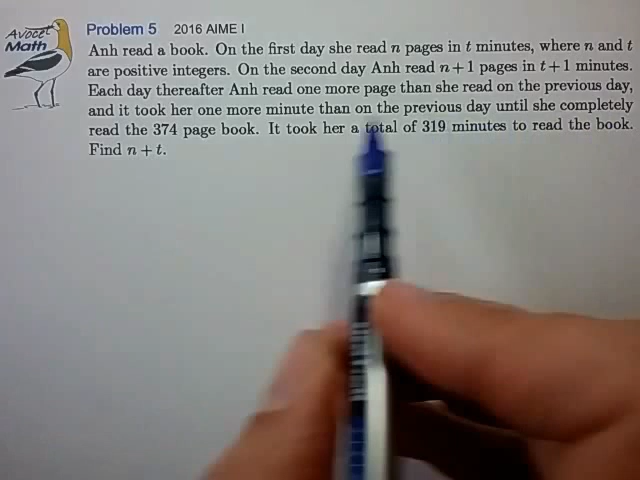 Avocet
Math
Problem 5 2016 AIME I
Anh read a book. On the first day she read n pages in t minutes, where n and t
are positive integers. On the second day Anh read n + 1 pages in t + 1 minutes.
Each day thereafter Anh read one more page than she read on the previous day,
and it took her one more minute than on the previous day until she completely
read the 374 page book. It took her a total of 319 minutes to read the book.
Find n + t.